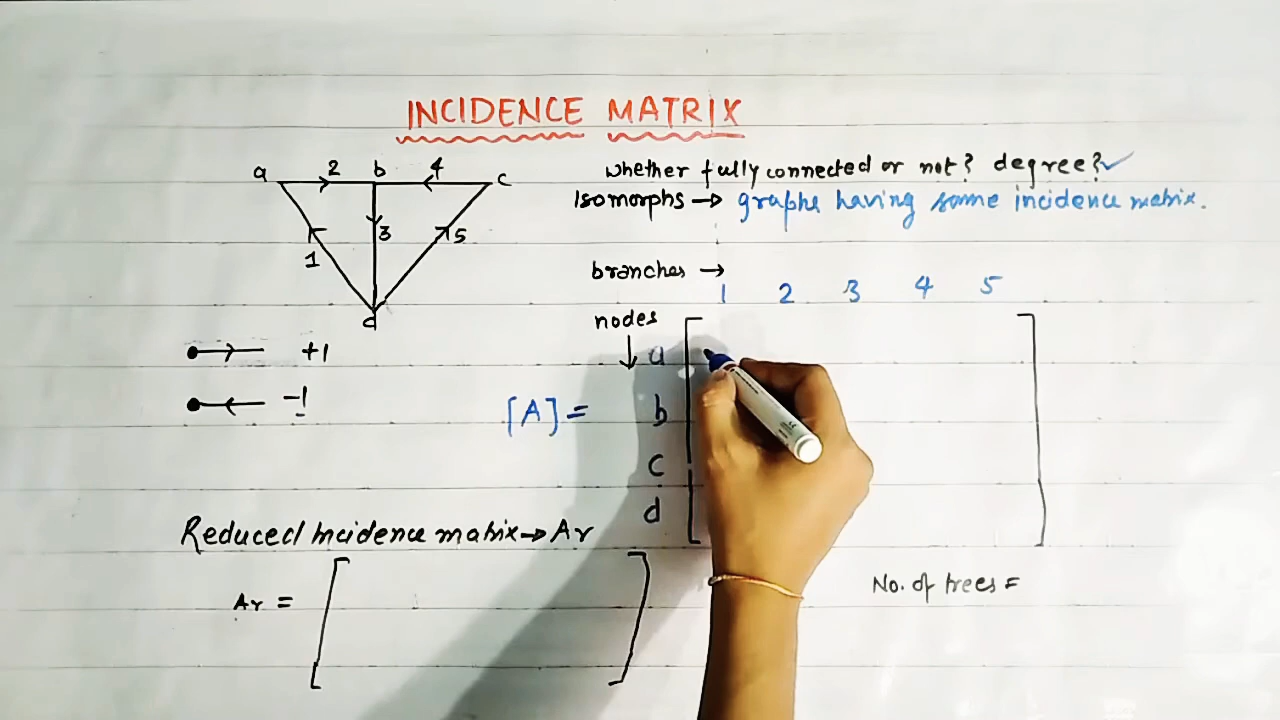 INCIDENCE MATRIX
a 2 b 4 c
1 3 5
d
whether fully connected or not? degree?✓
Isomorphs → graphs having same incidence matrix.
branches →
1 2 3 4 5
nodes ↓
a
[A] = b
c
d
+1
-1
Reduced Incidence matrix → Ar
Ar =
No. of trees =